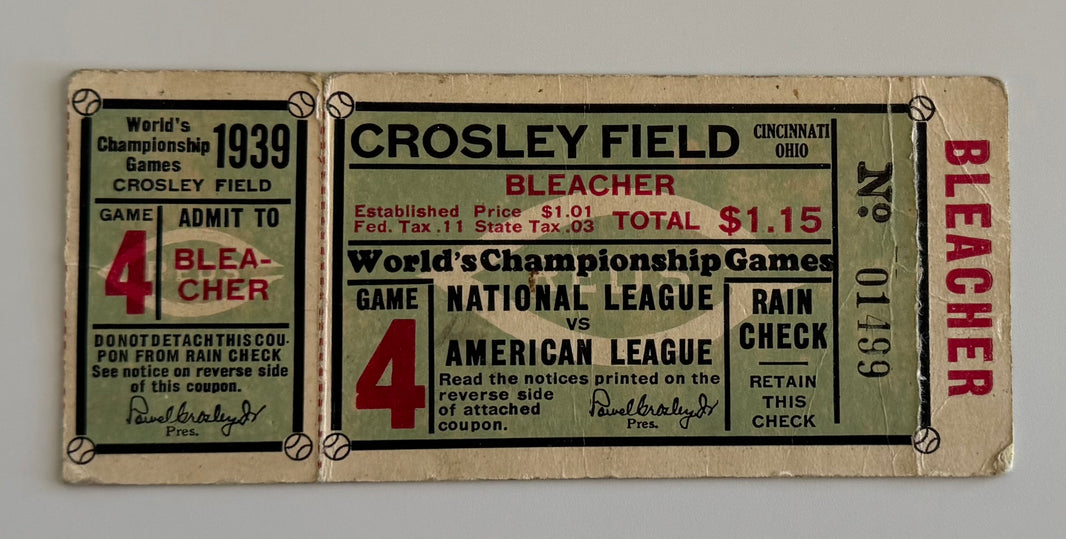 World's
Championship
Games
1939
CROSLEY FIELD
GAME
4
ADMIT TO
BLEA-
CHER
DO NOT DETACH THIS COU-
PON FROM RAIN CHECK
See notice on reverse side
of this coupon.
Powel Crosley Jr
Pres.
CROSLEY FIELD
CINCINNATI
OHIO
BLEACHER
Established Price $1.01
Fed. Tax .11 State Tax .03
TOTAL $1.15
World's Championship Games
GAME
4
NATIONAL LEAGUE
VS
AMERICAN LEAGUE
Read the notices printed on the
reverse side
of attached
coupon.
Powel Crosley Jr
Pres.
RAIN
CHECK
RETAIN
THIS
CHECK
No. 01499
BLEACHER